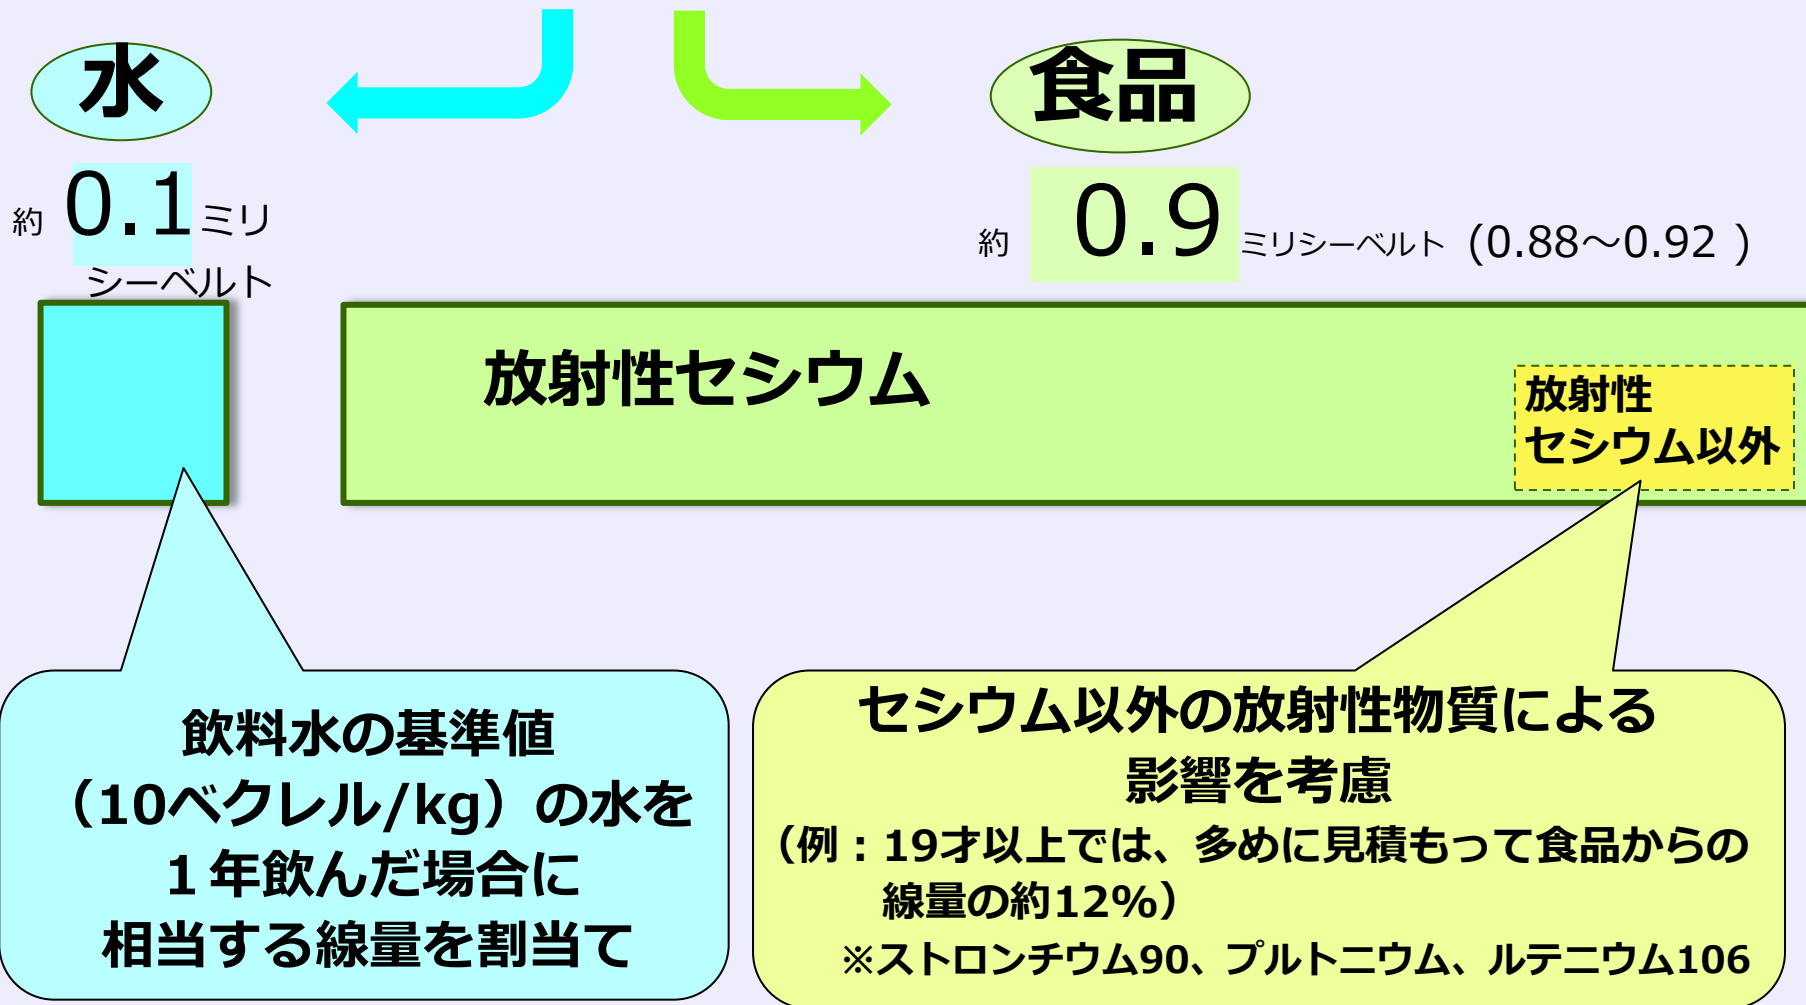 水
食品
約 0.1ミリ
シーベルト
約 0.9ミリシーベルト (0.88～0.92 )
放射性セシウム
放射性
セシウム以外
飲料水の基準値
（10ベクレル/kg）の水を
１年飲んだ場合に
相当する線量を割当て
セシウム以外の放射性物質による
影響を考慮
（例：19才以上では、多めに見積もって食品からの
線量の約12%）
※ストロンチウム90、プルトニウム、ルテニウム106